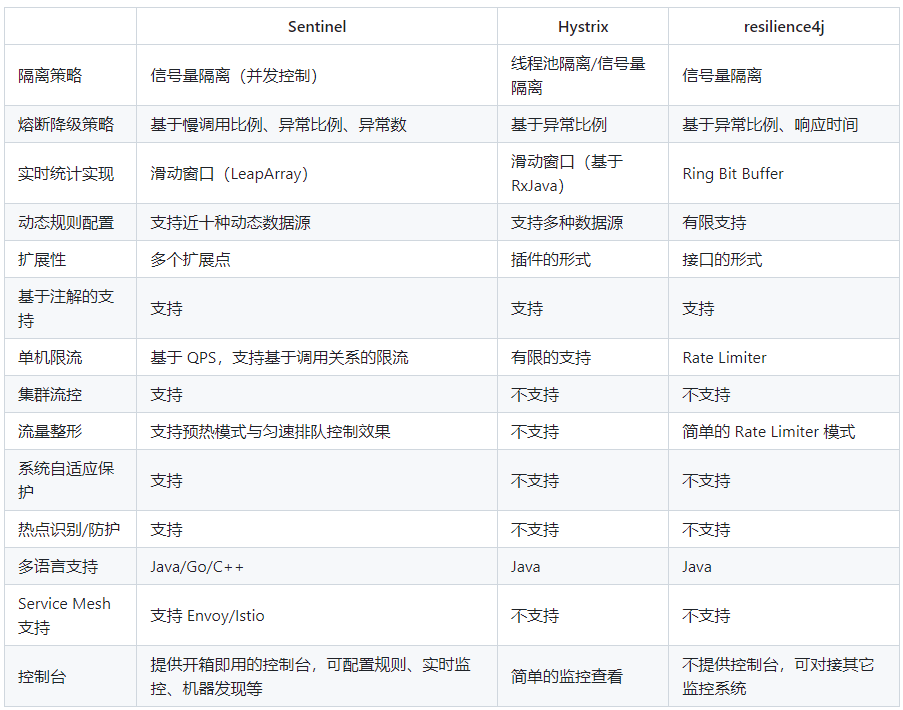 Sentinel Hystrix resilience4j
隔离策略 信号量隔离（并发控制） 线程池隔离/信号量
隔离 信号量隔离
熔断降级策略 基于慢调用比例、异常比例、异常数 基于异常比例 基于异常比例、响应时间
实时统计实现 滑动窗口（LeapArray） 滑动窗口（基于
RxJava） Ring Bit Buffer
动态规则配置 支持近十种动态数据源 支持多种数据源 有限支持
扩展性 多个扩展点 插件的形式 接口的形式
基于注解的支
持 支持 支持 支持
单机限流 基于 QPS，支持基于调用关系的限流 有限的支持 Rate Limiter
集群流控 支持 不支持 不支持
流量整形 支持预热模式与匀速排队控制效果 不支持 简单的 Rate Limiter 模式
系统自适应保
护 支持 不支持 不支持
热点识别/防护 支持 不支持 不支持
多语言支持 Java/Go/C++ Java Java
Service Mesh
支持 支持 Envoy/Istio 不支持 不支持
控制台 提供开箱即用的控制台，可配置规则、实时监
控、机器发现等 简单的监控查看 不提供控制台，可对接其它
监控系统